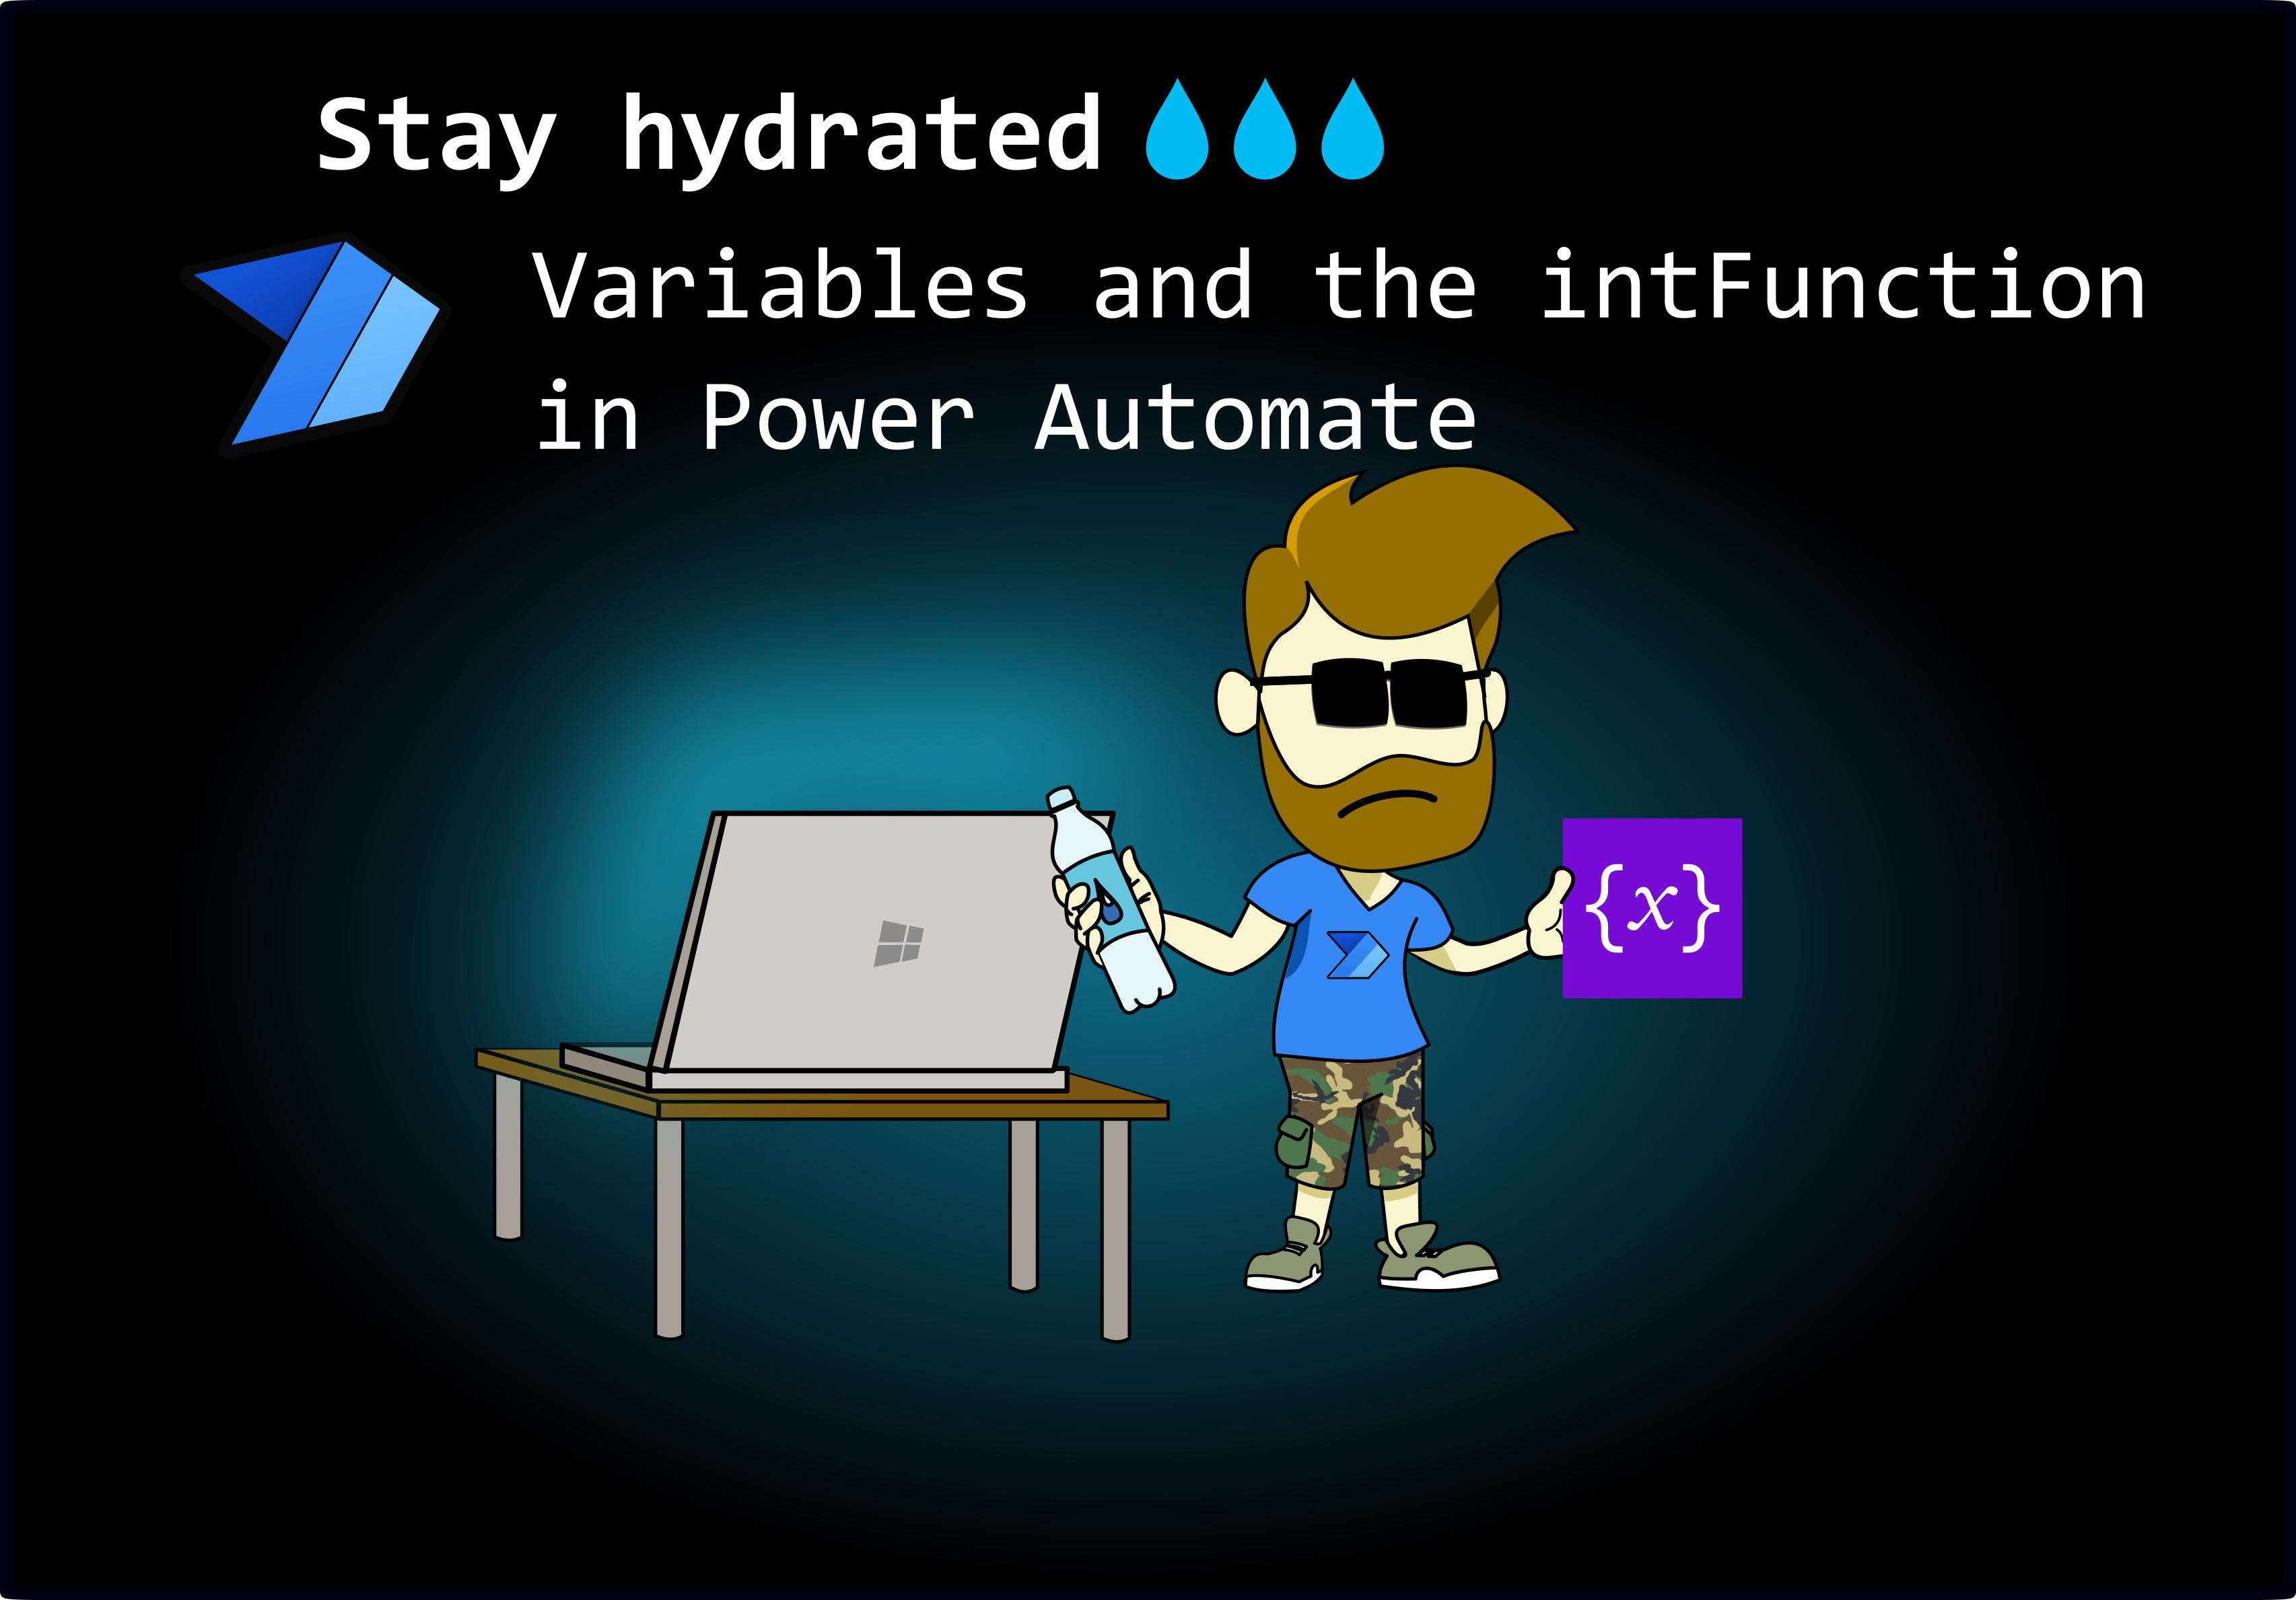 Stay hydrated
Variables and the intFunction
in Power Automate
{x}